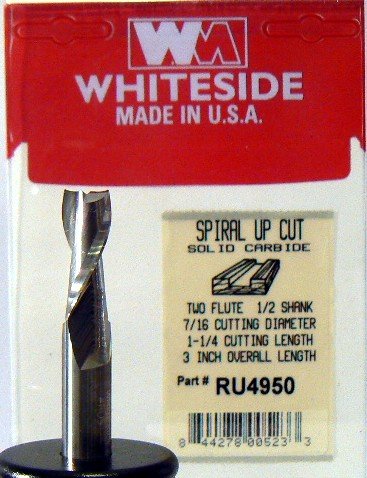 WHITESIDE
MADE IN U.S.A.
SPIRAL UP CUT
SOLID CARBIDE
TWO FLUTE 1/2 SHANK
7/16 CUTTING DIAMETER
1-1/4 CUTTING LENGTH
3 INCH OVERALL LENGTH
Part # RU4950
8 44278 00523 3